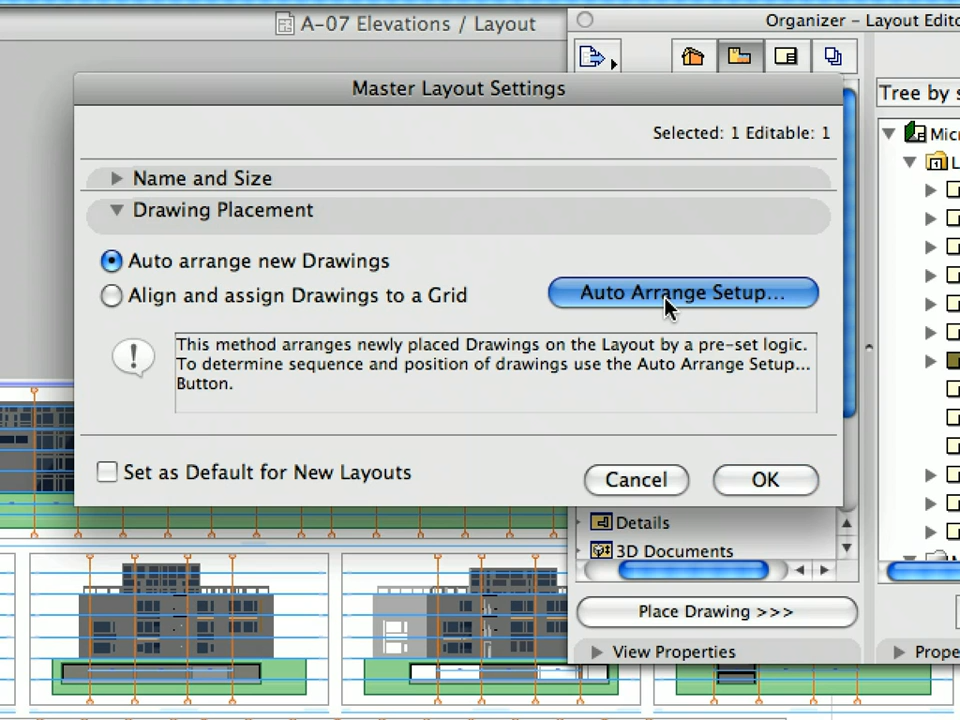 A-07 Elevations / Layout
Organizer - Layout
Master Layout Settings
Selected: 1 Editable: 1
Tree by
Name and Size
Drawing Placement
Auto arrange new Drawings
Align and assign Drawings to a Grid
Auto Arrange Setup...
This method arranges newly placed Drawings on the Layout by a pre-set logic.
To determine sequence and position of drawings use the Auto Arrange Setup...
Button.
Set as Default for New Layouts
Cancel
OK
Details
3D Documents
Place Drawing >>>
View Properties